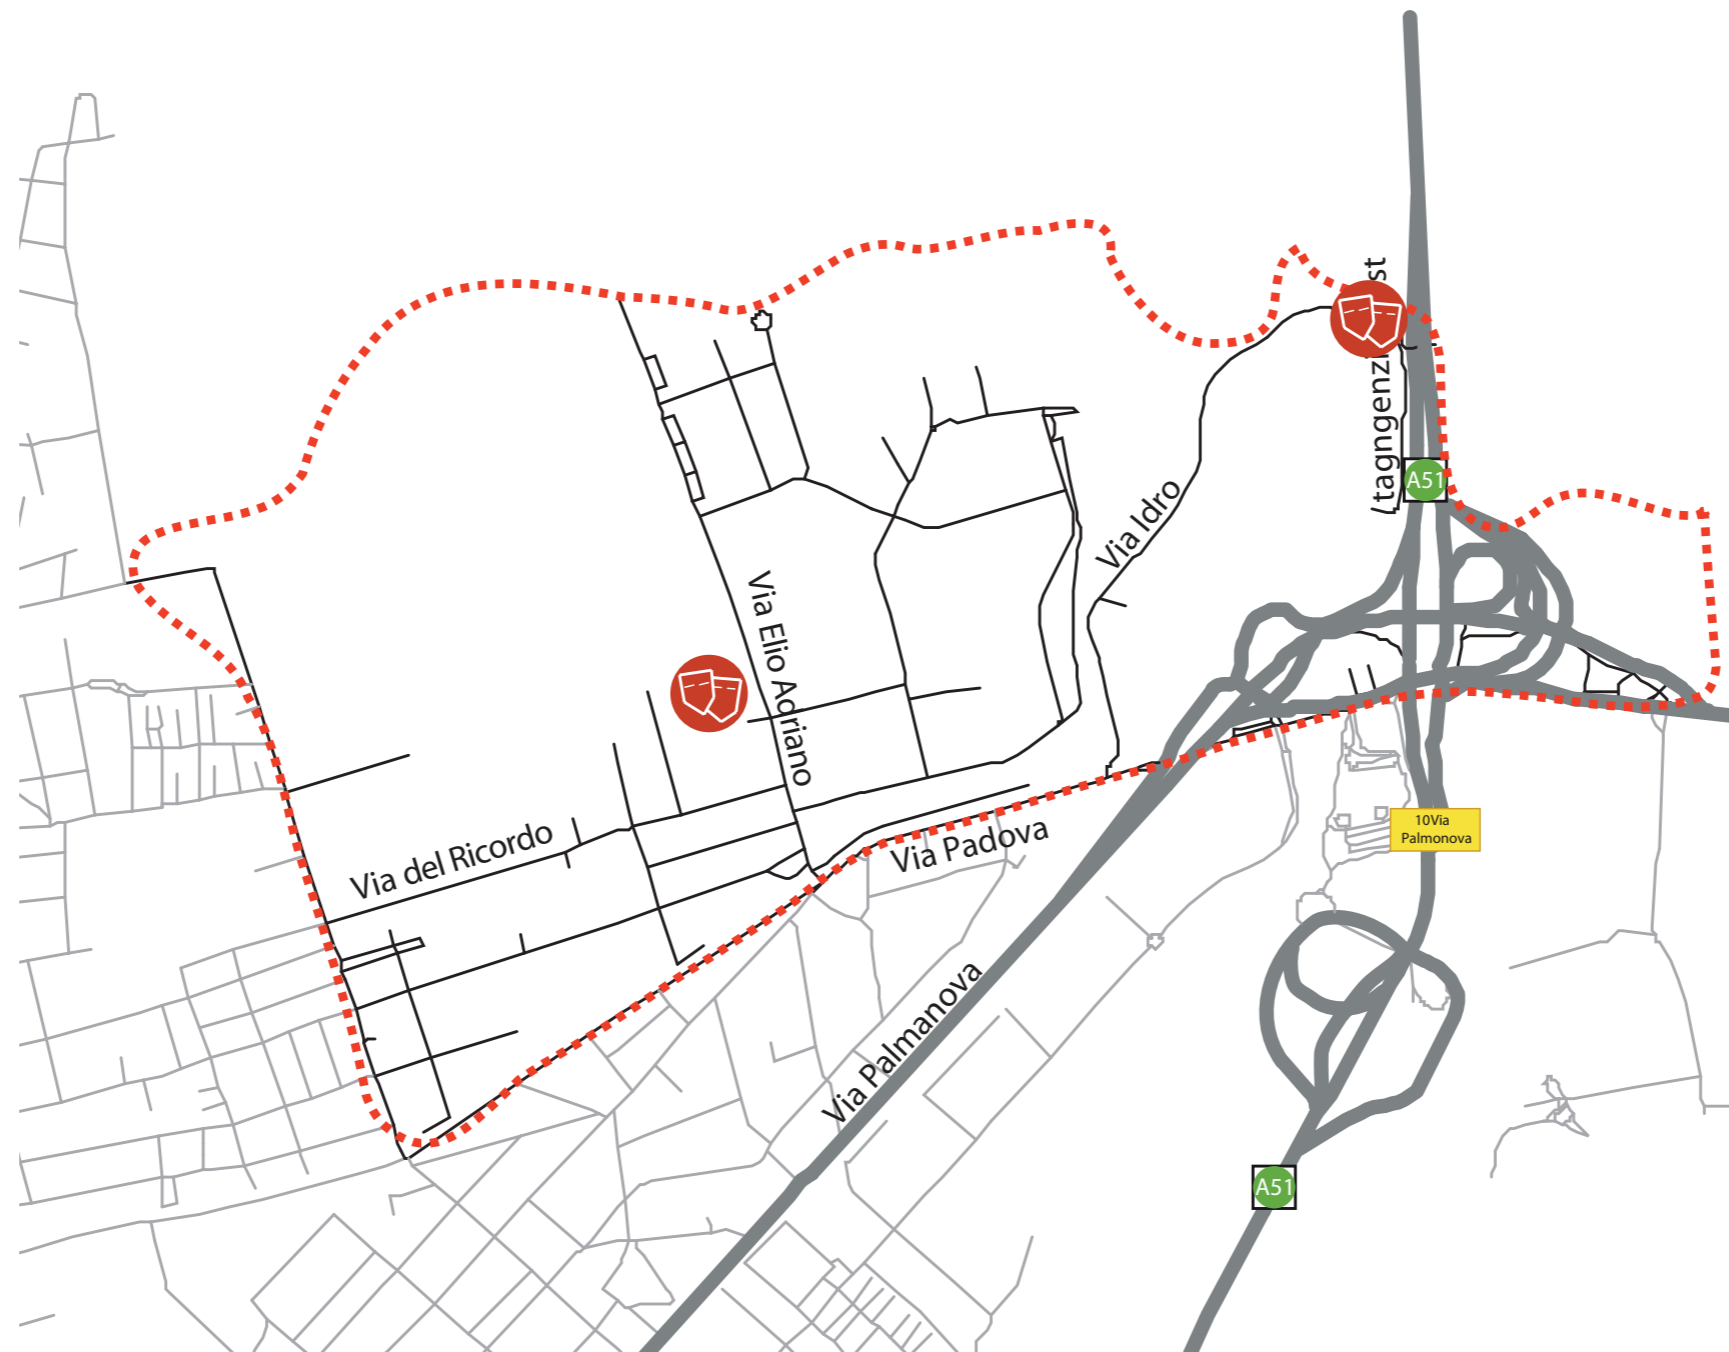 A51
Via Idro
Via Elio Adriano
10Via
Palmonova
Via del Ricordo
Via Padova
Via Palmanova
A51